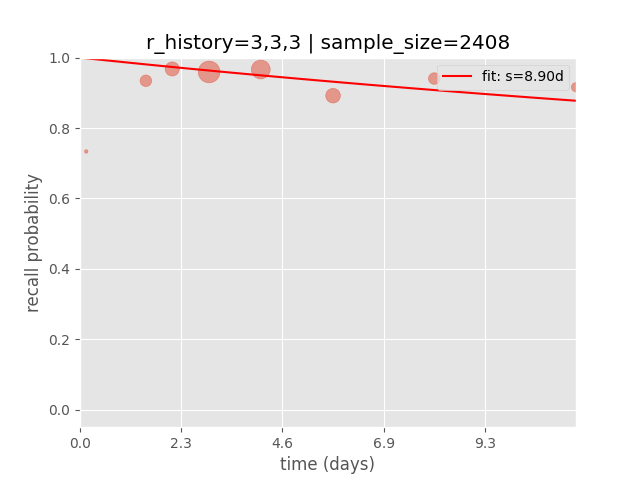 r_history=3,3,3 | sample_size=2408
fit: s=8.90d
recall probability
1.0
0.8
0.6
0.4
0.2
0.0
0.0 2.3 4.6 6.9 9.3
time (days)